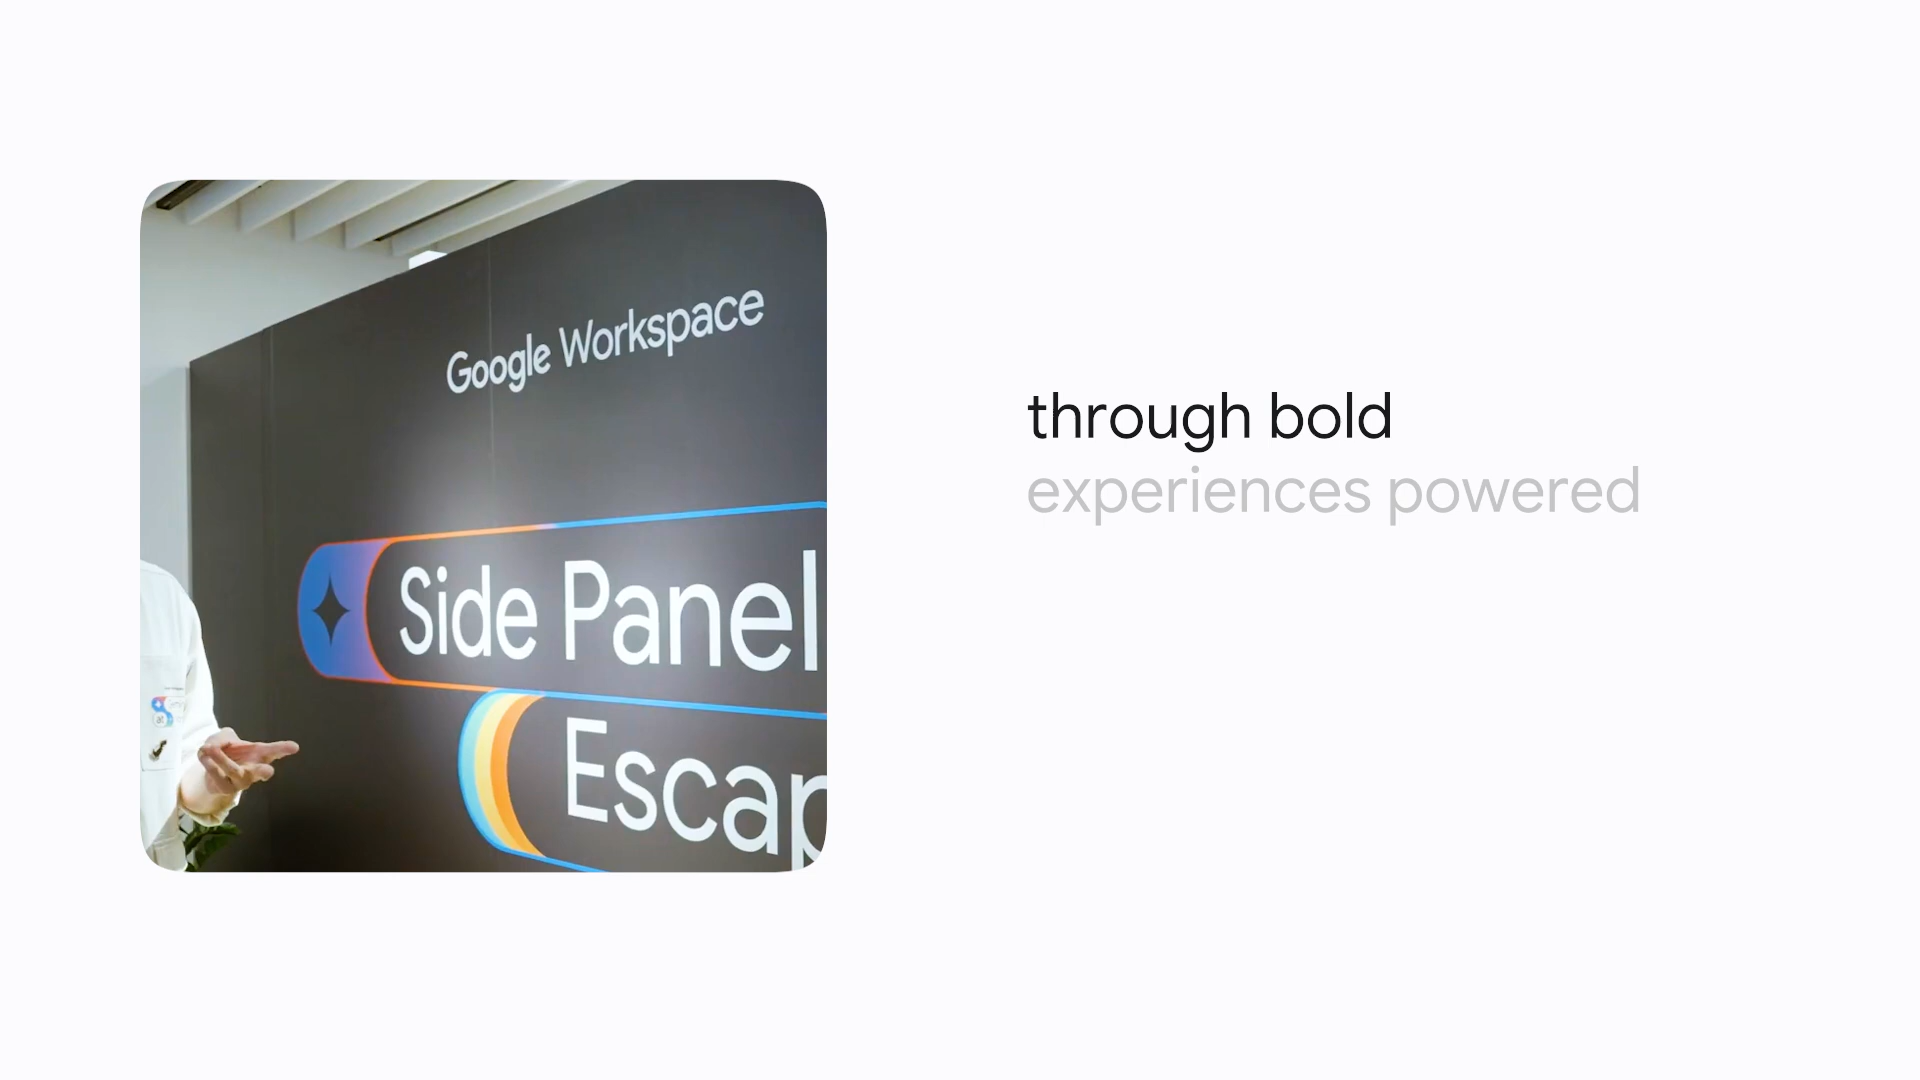 Google Workspace
Side Panel
Escap
through bold
experiences powered